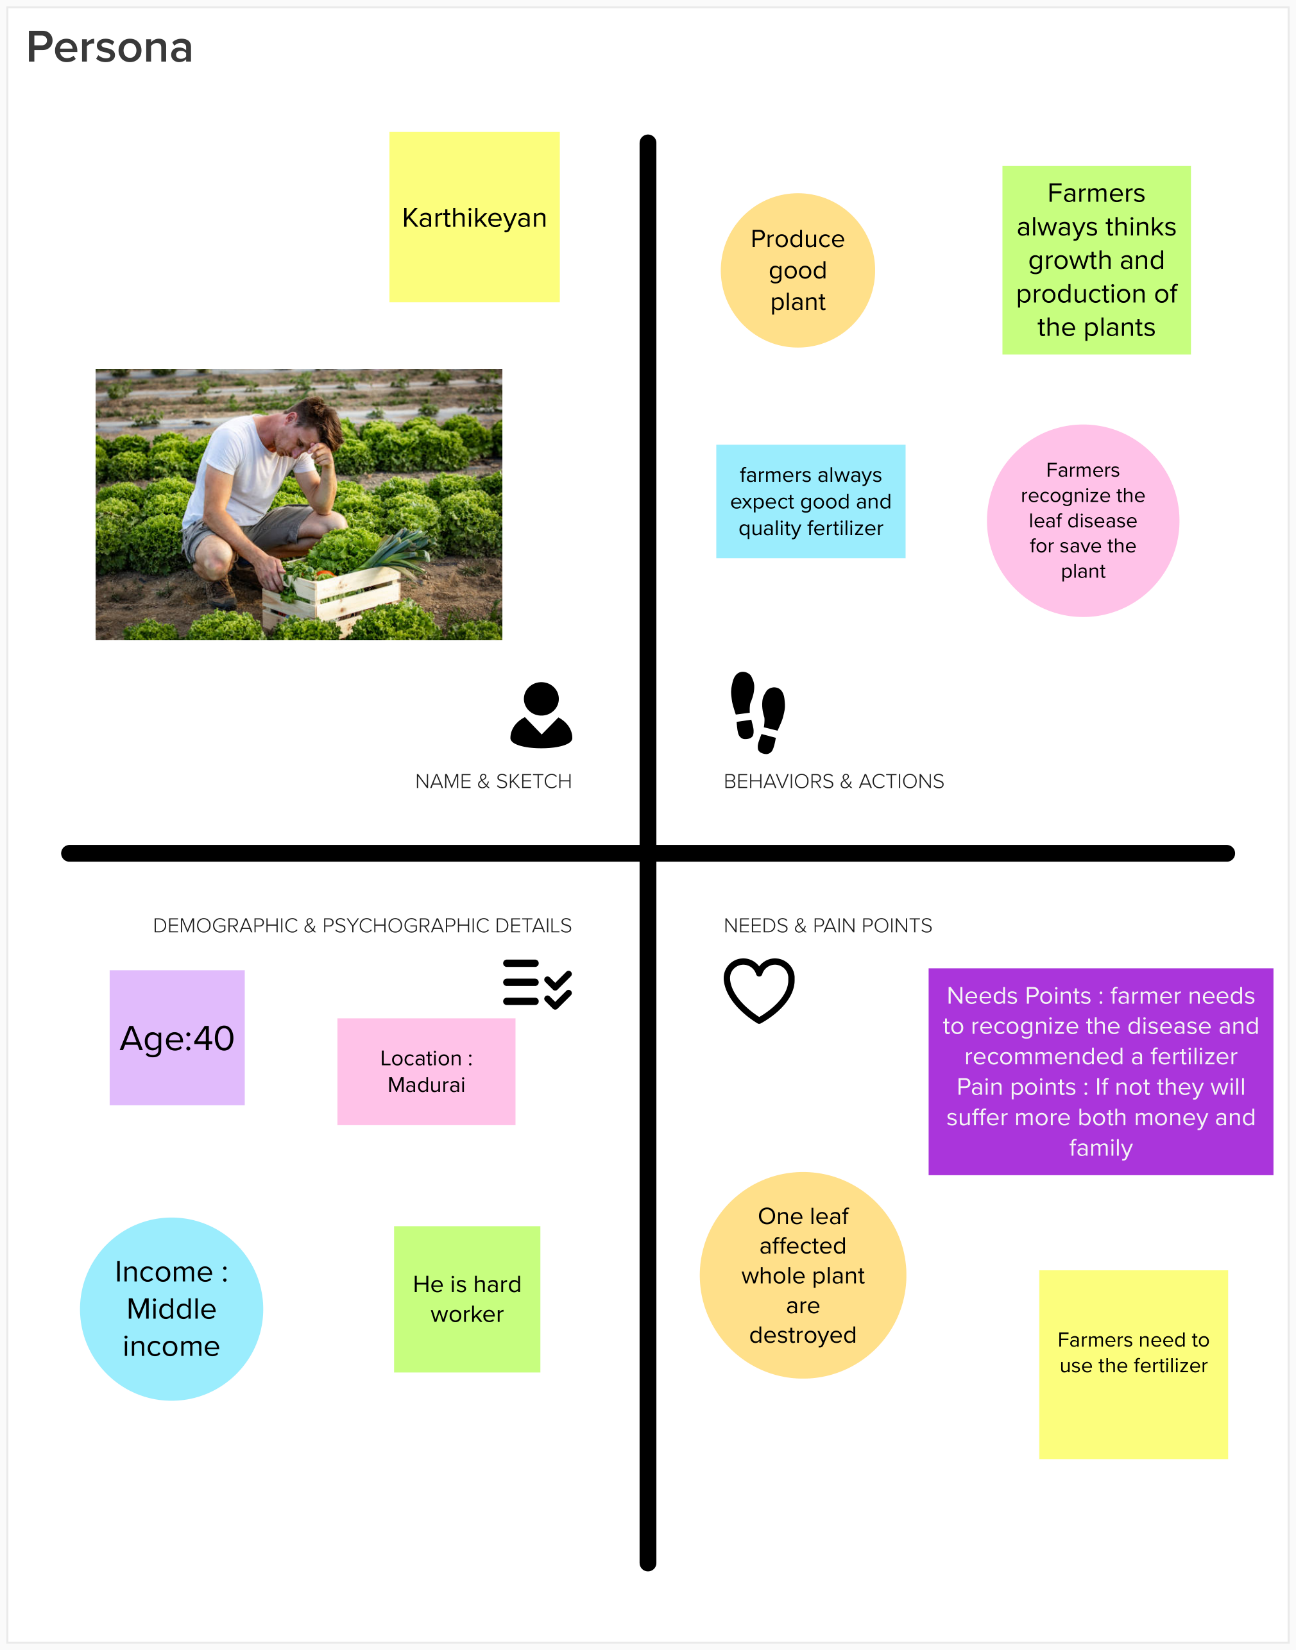 Persona
Karthikeyan
NAME & SKETCH
Produce
good
plant
Farmers
always thinks
growth and
production of
the plants
farmers always
expect good and
quality fertilizer
Farmers
recognize the
leaf disease
for save the
plant
BEHAVIORS & ACTIONS
DEMOGRAPHIC & PSYCHOGRAPHIC DETAILS
Age:40
Location :
Madurai
Income :
Middle
income
He is hard
worker
NEEDS & PAIN POINTS
Needs Points : farmer needs
to recognize the disease and
recommended a fertilizer
Pain points : If not they will
suffer more both money and
family
One leaf
affected
whole plant
are
destroyed
Farmers need to
use the fertilizer